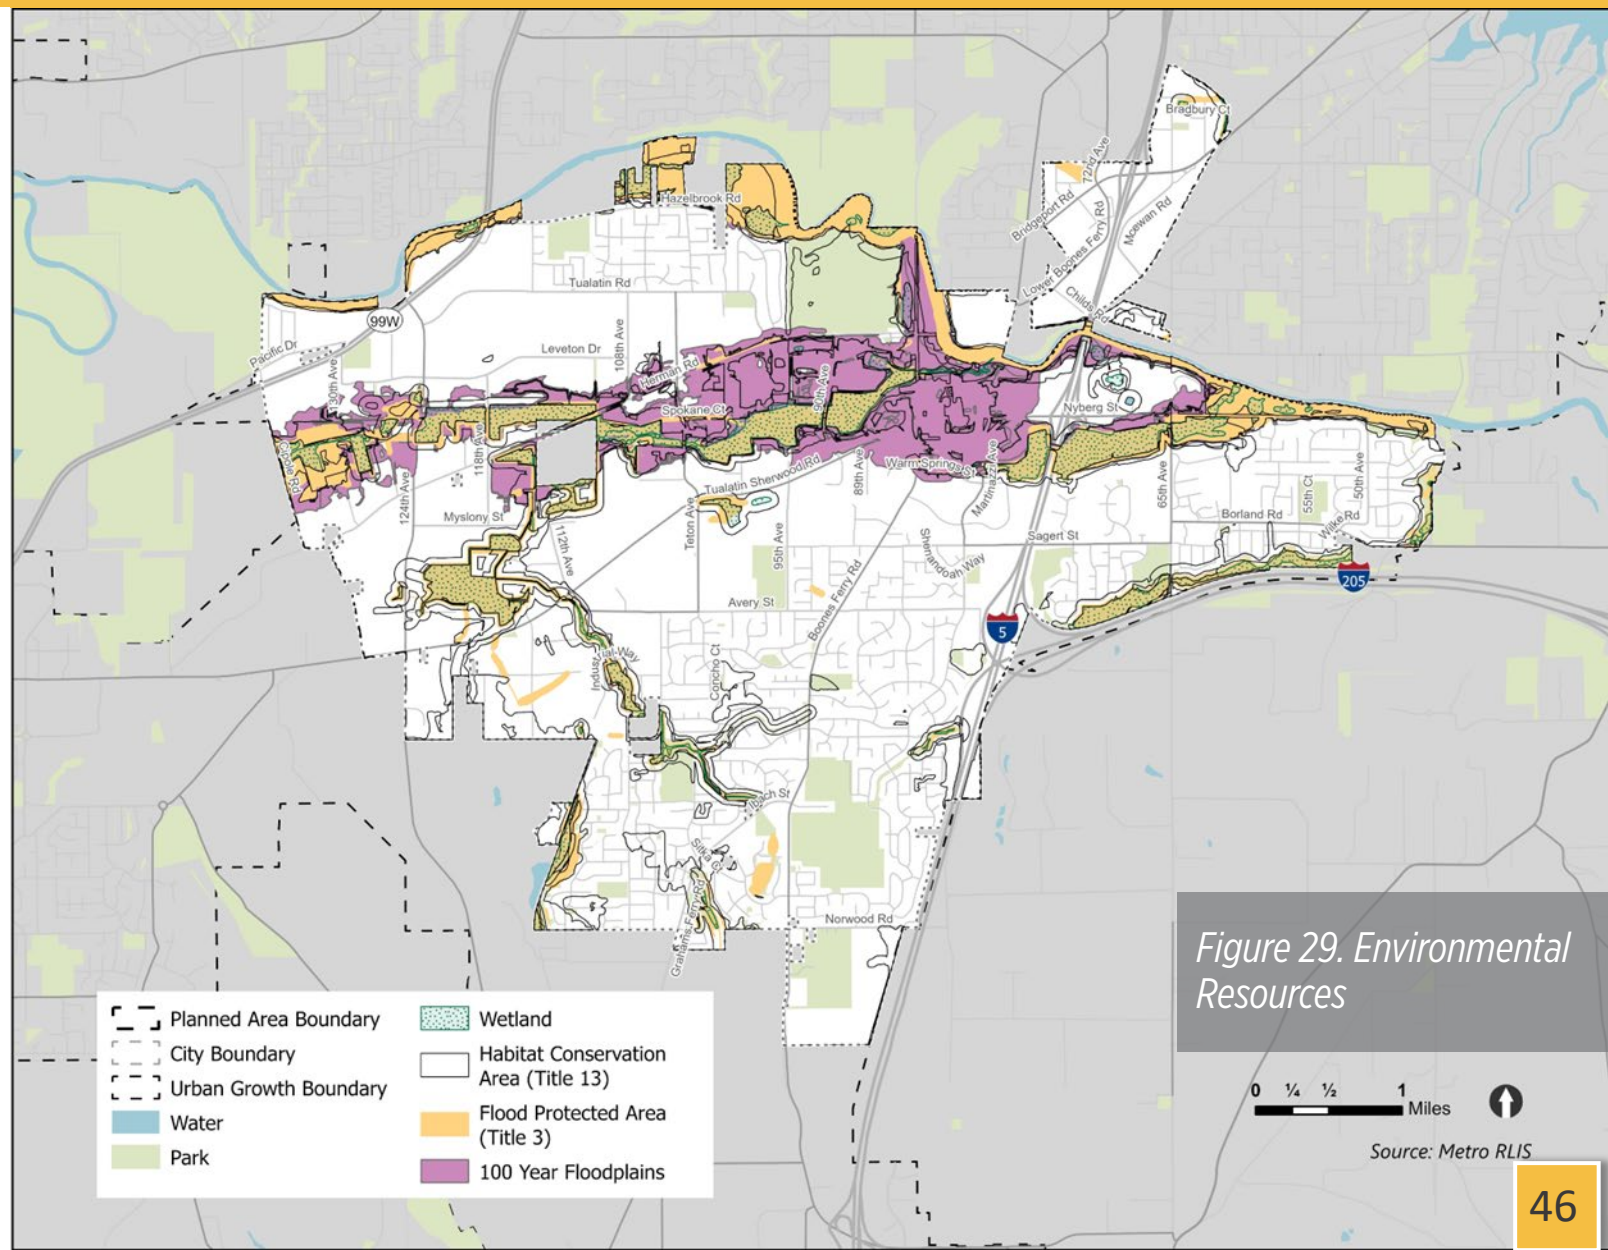 Bradbury Ct
72nd Ave
Hazelbrook Rd
Bridgeport Rd
Mcewan Rd
Lower Boones Ferry Rd
Tualatin Rd
Childs Rd
99W
Pacific Dr
Leveton Dr
108th Ave
130th Ave
Herman Rd
90th Ave
Spokane Ct
Nyberg St
Cipole Rd
118th Ave
124th Ave
Tualatin Sherwood Rd
89th Ave
Warm Springs St
Martinazzi Ave
65th Ave
55th Ct
50th Ave
Myslony St
Teton Ave
Borland Rd
Wilke Rd
112th Ave
95th Ave
Shenandoah Way
Sagert St
205
Avery St
Boones Ferry Rd
5
Industrial Way
Concho Ct
Ibach St
Sitka Ct
Grahams Ferry Rd
Norwood Rd
Figure 29. Environmental
Resources
Planned Area Boundary
City Boundary
Urban Growth Boundary
Water
Park
Wetland
Habitat Conservation
Area (Title 13)
Flood Protected Area
(Title 3)
100 Year Floodplains
0 ¼ ½ 1
Miles
Source: Metro RLIS
46